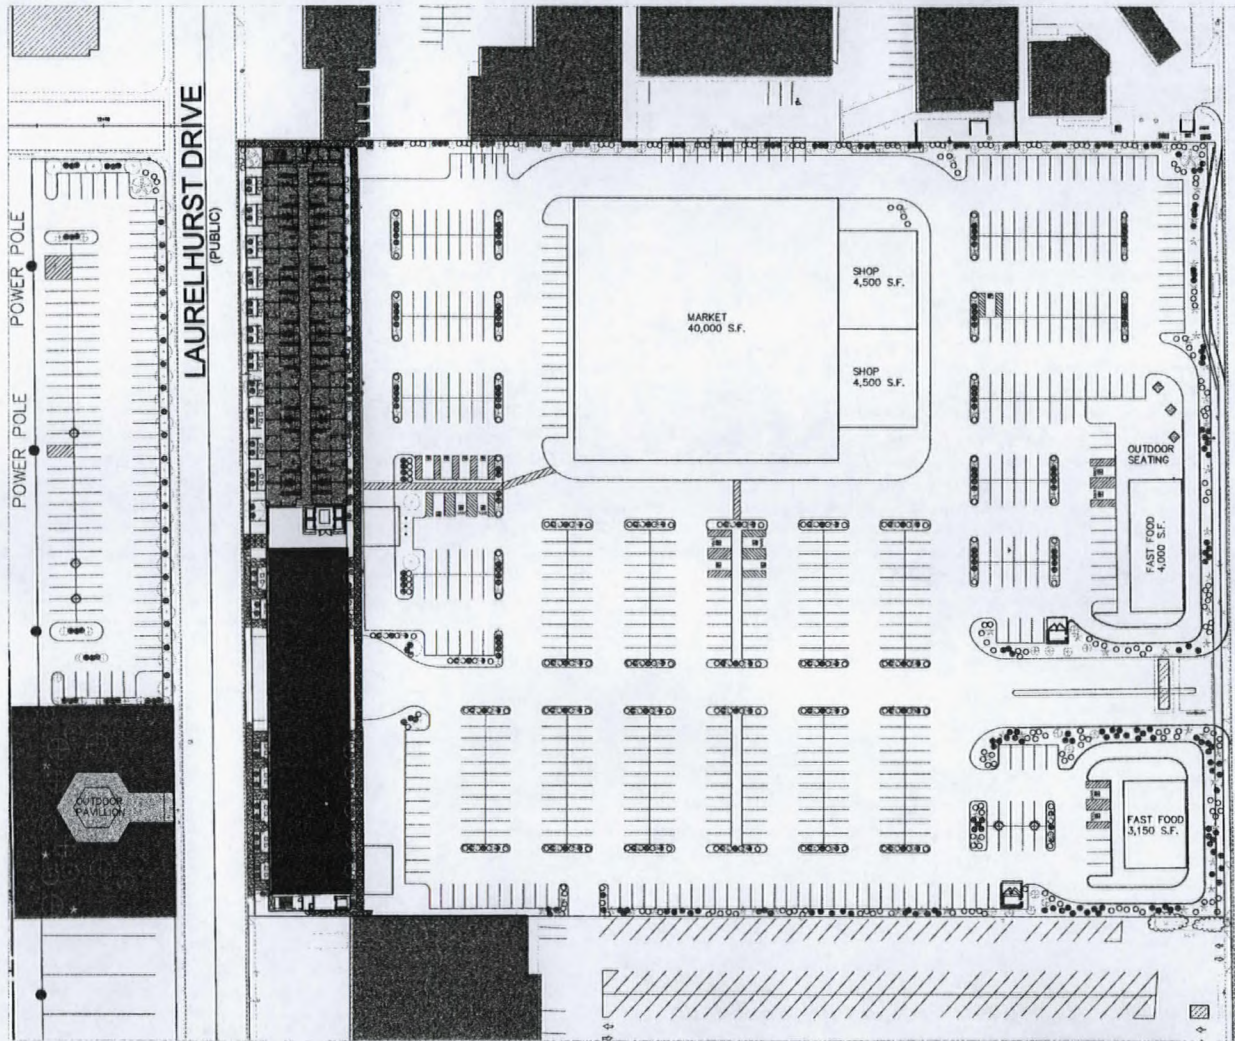 POWER POLE
POWER POLE
LAURELHURST DRIVE
(PUBLIC)
MARKET
40,000 S.F.
SHOP
4,500 S.F.
SHOP
4,500 S.F.
OUTDOOR
SEATING
FAST FOOD
4,000 S.F.
OUTDOOR
PAVILLION
FAST FOOD
3,150 S.F.